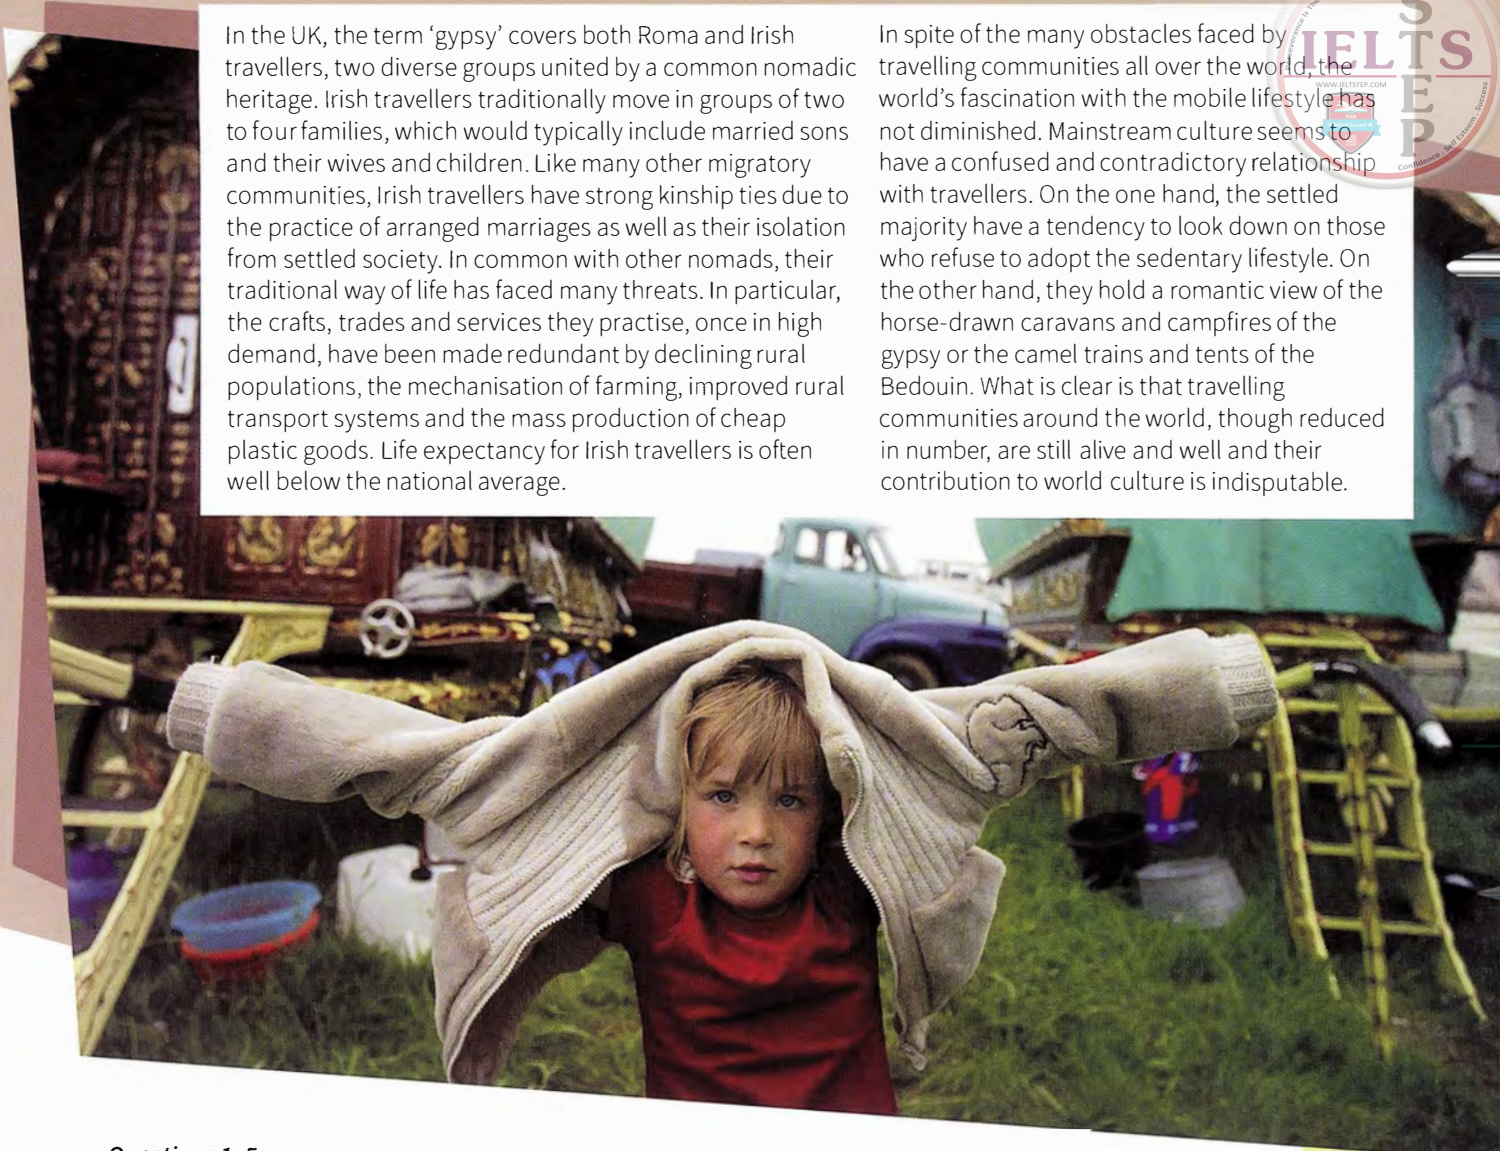 In the UK, the term ‘gypsy’ covers both Roma and Irish
travellers, two diverse groups united by a common nomadic
heritage. Irish travellers traditionally move in groups of two
to four families, which would typically include married sons
and their wives and children. Like many other migratory
communities, Irish travellers have strong kinship ties due to
the practice of arranged marriages as well as their isolation
from settled society. In common with other nomads, their
traditional way of life has faced many threats. In particular,
the crafts, trades and services they practise, once in high
demand, have been made redundant by declining rural
populations, the mechanisation of farming, improved rural
transport systems and the mass production of cheap
plastic goods. Life expectancy for Irish travellers is often
well below the national average.
In spite of the many obstacles faced by
travelling communities all over the world, the
world’s fascination with the mobile lifestyle has
not diminished. Mainstream culture seems to
have a confused and contradictory relationship
with travellers. On the one hand, the settled
majority have a tendency to look down on those
who refuse to adopt the sedentary lifestyle. On
the other hand, they hold a romantic view of the
horse-drawn caravans and campfires of the
gypsy or the camel trains and tents of the
Bedouin. What is clear is that travelling
communities around the world, though reduced
in number, are still alive and well and their
contribution to world culture is indisputable.
IELTS
STEP
WWW.IELTSTEP.COM
Confidence . Self Esteem . Success